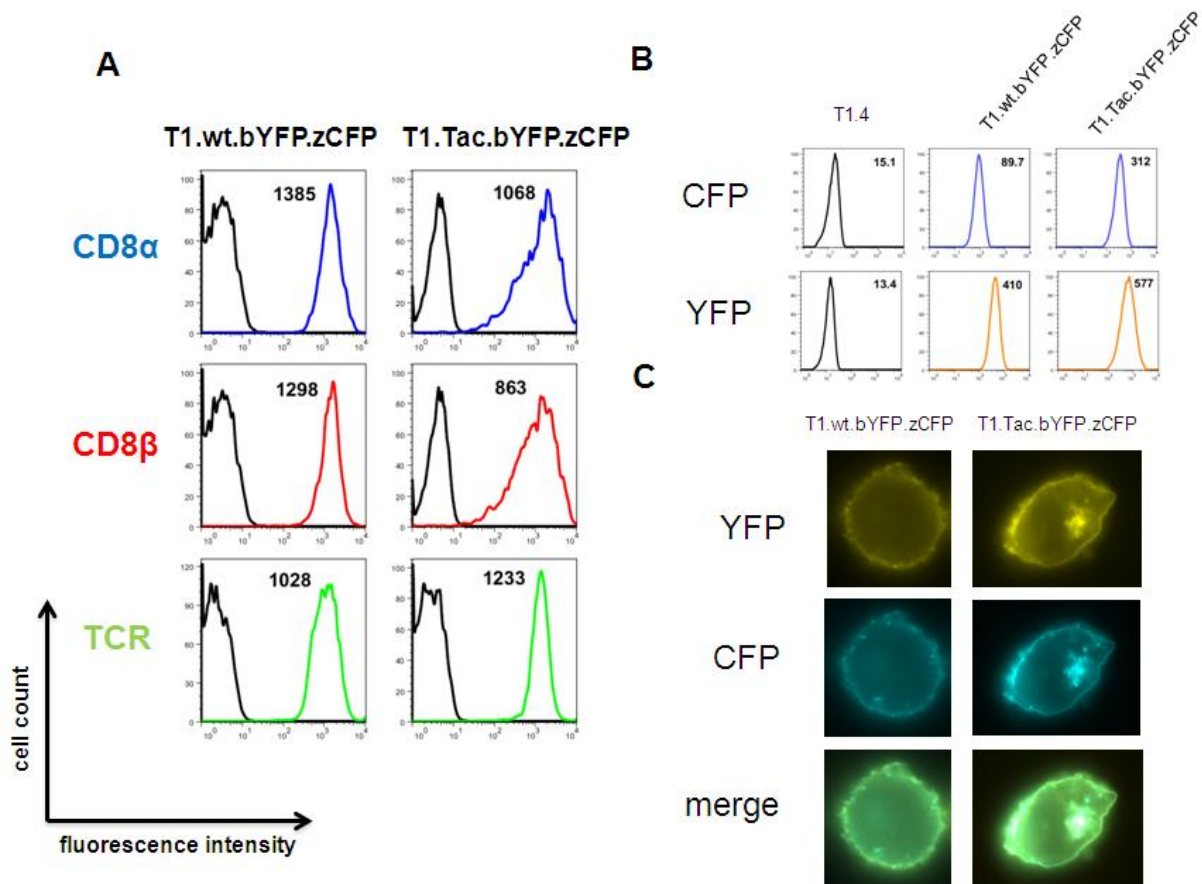 A
T1.wt.bYFP.zCFP T1.Tac.bYFP.zCFP
CD8α
1385
1068
CD8β
1298
863
TCR
1028
1233
cell count
fluorescence intensity
B
T1.4
T1.wt.bYFP.zCFP
T1.Tac.bYFP.zCFP
CFP
15.1
89.7
312
YFP
13.4
410
577
C
T1.wt.bYFP.zCFP T1.Tac.bYFP.zCFP
YFP
CFP
merge